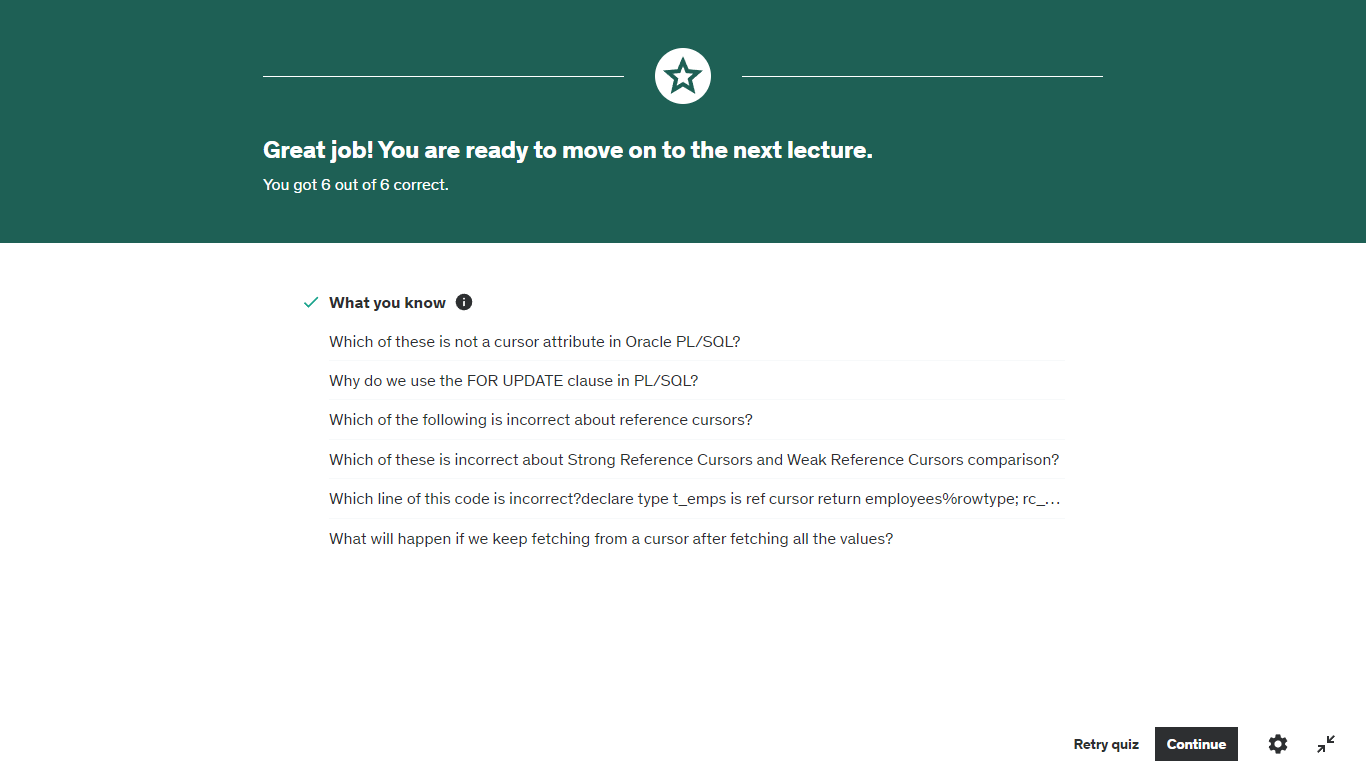 Great job! You are ready to move on to the next lecture.
You got 6 out of 6 correct.
What you know
Which of these is not a cursor attribute in Oracle PL/SQL?
Why do we use the FOR UPDATE clause in PL/SQL?
Which of the following is incorrect about reference cursors?
Which of these is incorrect about Strong Reference Cursors and Weak Reference Cursors comparison?
Which line of this code is incorrect?declare type t_emps is ref cursor return employees%rowtype; rc_…
What will happen if we keep fetching from a cursor after fetching all the values?
Retry quiz Continue